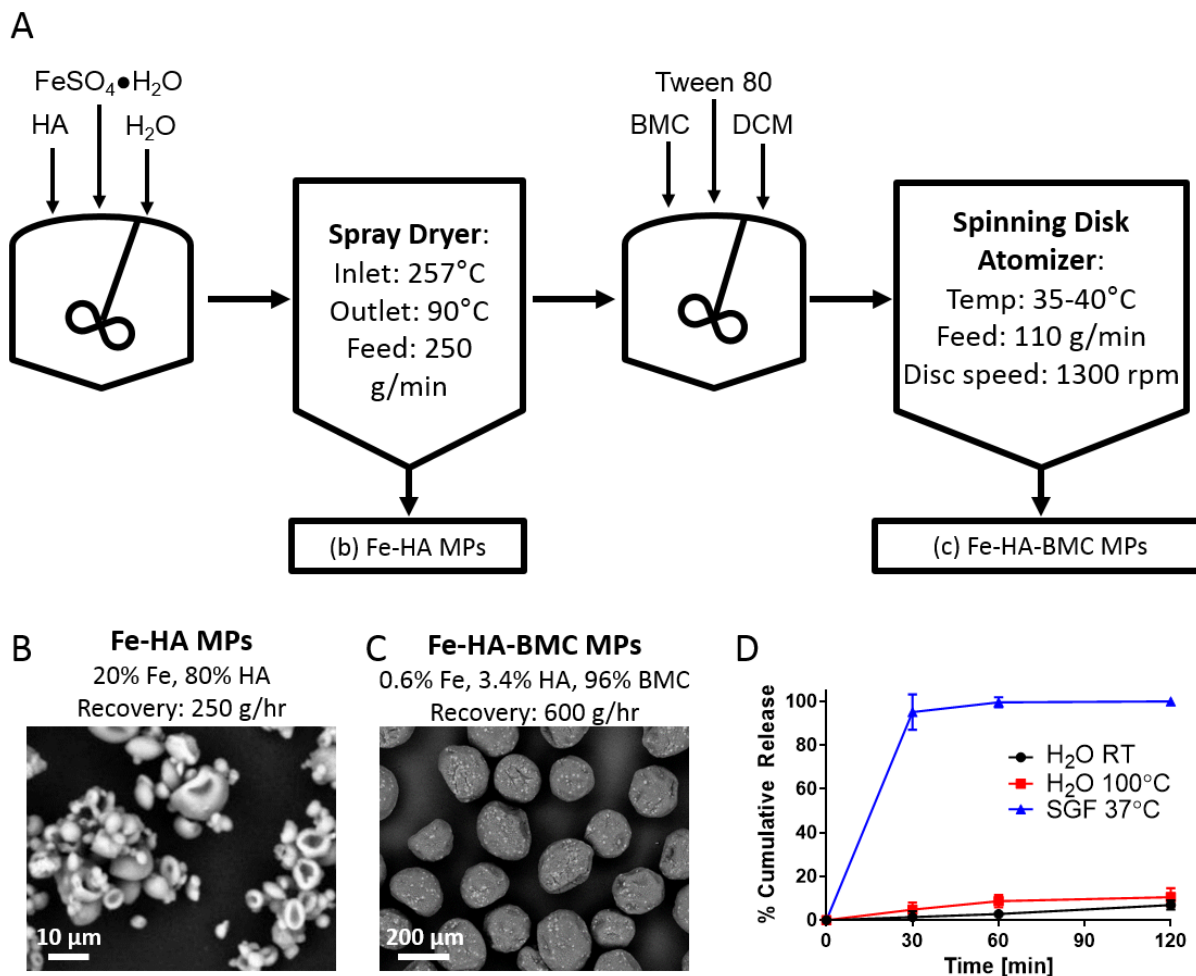 A
FeSO₄●H₂O
HA
H₂O
Tween 80
BMC
DCM
Spray Dryer:
Inlet: 257°C
Outlet: 90°C
Feed: 250
g/min
Spinning Disk
Atomizer:
Temp: 35-40°C
Feed: 110 g/min
Disc speed: 1300 rpm
(b) Fe-HA MPs
(c) Fe-HA-BMC MPs
B
Fe-HA MPs
20% Fe, 80% HA
Recovery: 250 g/hr
10 µm
C
Fe-HA-BMC MPs
0.6% Fe, 3.4% HA, 96% BMC
Recovery: 600 g/hr
200 µm
D
% Cumulative Release
100
80
60
40
20
0
H₂O RT
H₂O 100°C
SGF 37°C
0
30
60
90
120
Time [min]